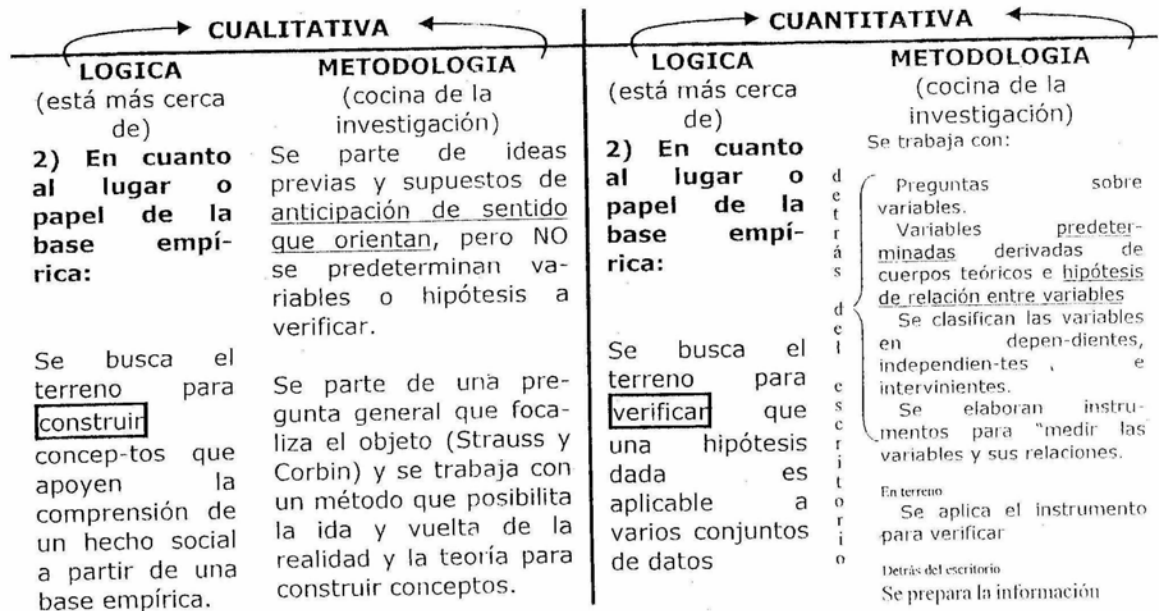 CUALITATIVA
LOGICA
(está más cerca
de)
2) En cuanto
al lugar o
papel de la
base empí-
rica:
Se busca el
terreno para
construir
concep-tos que
apoyen la
comprensión de
un hecho social
a partir de una
base empírica.
METODOLOGIA
(cocina de la
investigación)
Se parte de ideas
previas y supuestos de
anticipación de sentido
que orientan, pero NO
se predeterminan va-
riables o hipótesis a
verificar.
Se parte de una pre-
gunta general que foca-
liza el objeto (Strauss y
Corbin) y se trabaja con
un método que posibilita
la ida y vuelta de la
realidad y la teoría para
construir conceptos.
CUANTITATIVA
LOGICA
(está más cerca
de)
2) En cuanto
al lugar o
papel de la
base empí-
rica:
Se busca el
terreno para
verificar que
una hipótesis
dada es
aplicable a
varios conjuntos
de datos
detrás del escritorio
METODOLOGIA
(cocina de la
investigación)
Se trabaja con:
Preguntas sobre
variables.
Variables predeter-
minadas derivadas de
cuerpos teóricos e hipótesis
de relación entre variables
Se clasifican las variables
en depen-dientes,
independien-tes , e
intervinientes.
Se elaboran instru-
mentos para "medir las
variables y sus relaciones.
En terreno
Se aplica el instrumento
para verificar
Detrás del escritorio
Se prepara la información